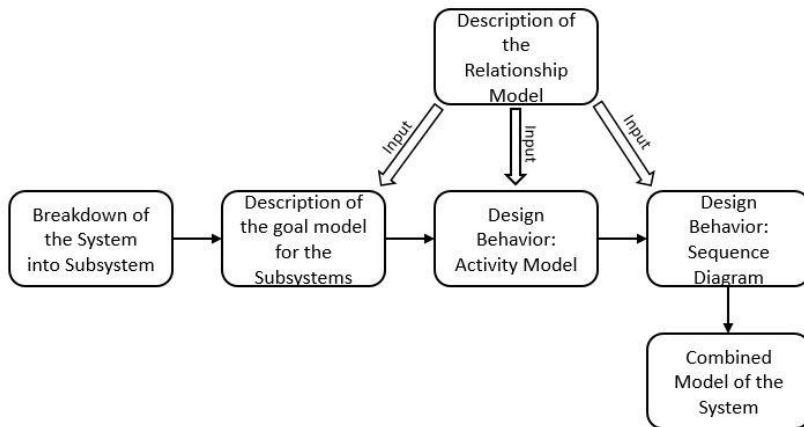 Description of
the
Relationship
Model
Input
Input
Input
Breakdown of
the System
into Subsystem
Description of
the goal model
for the
Subsystems
Design
Behavior:
Activity Model
Design
Behavior:
Sequence
Diagram
Combined
Model of the
System